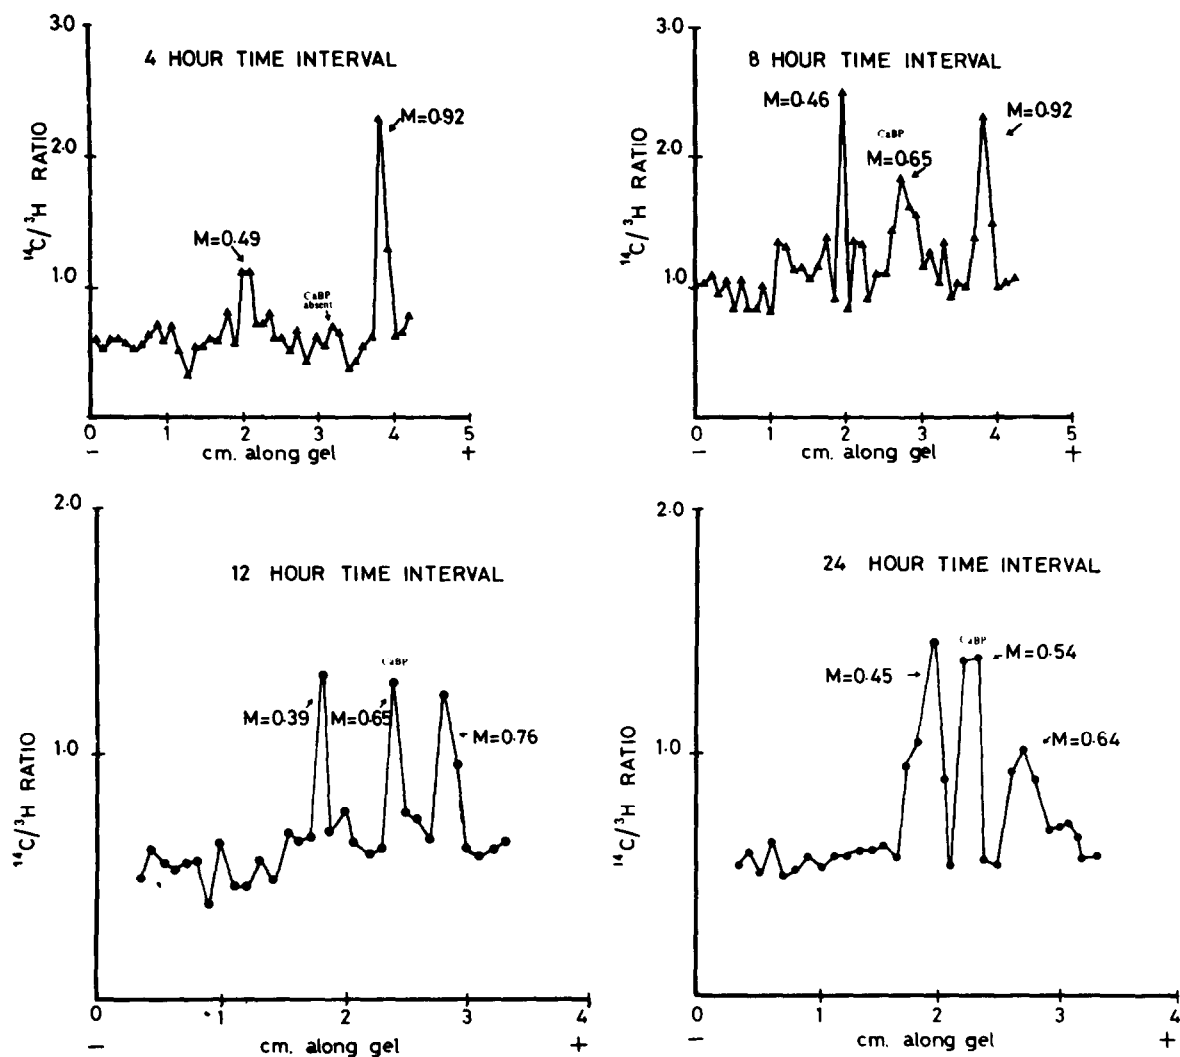 4 HOUR TIME INTERVAL
3.0
2.0
1.0
¹⁴C/³H RATIO
M=0.49
CaBP
absent
M=0.92
0 1 2 3 4 5
− cm. along gel +
8 HOUR TIME INTERVAL
3.0
2.0
1.0
¹⁴C/³H RATIO
M=0.46
CaBP
M=0.65
M=0.92
0 1 2 3 4 5
− cm. along gel +
12 HOUR TIME INTERVAL
2.0
1.0
¹⁴C/³H RATIO
M=0.39
CaBP
M=0.65
M=0.76
0 1 2 3 4
− cm. along gel +
24 HOUR TIME INTERVAL
2.0
1.0
¹⁴C/³H RATIO
M=0.45
CaBP
M=0.54
M=0.64
0 1 2 3 4
− cm. along gel +